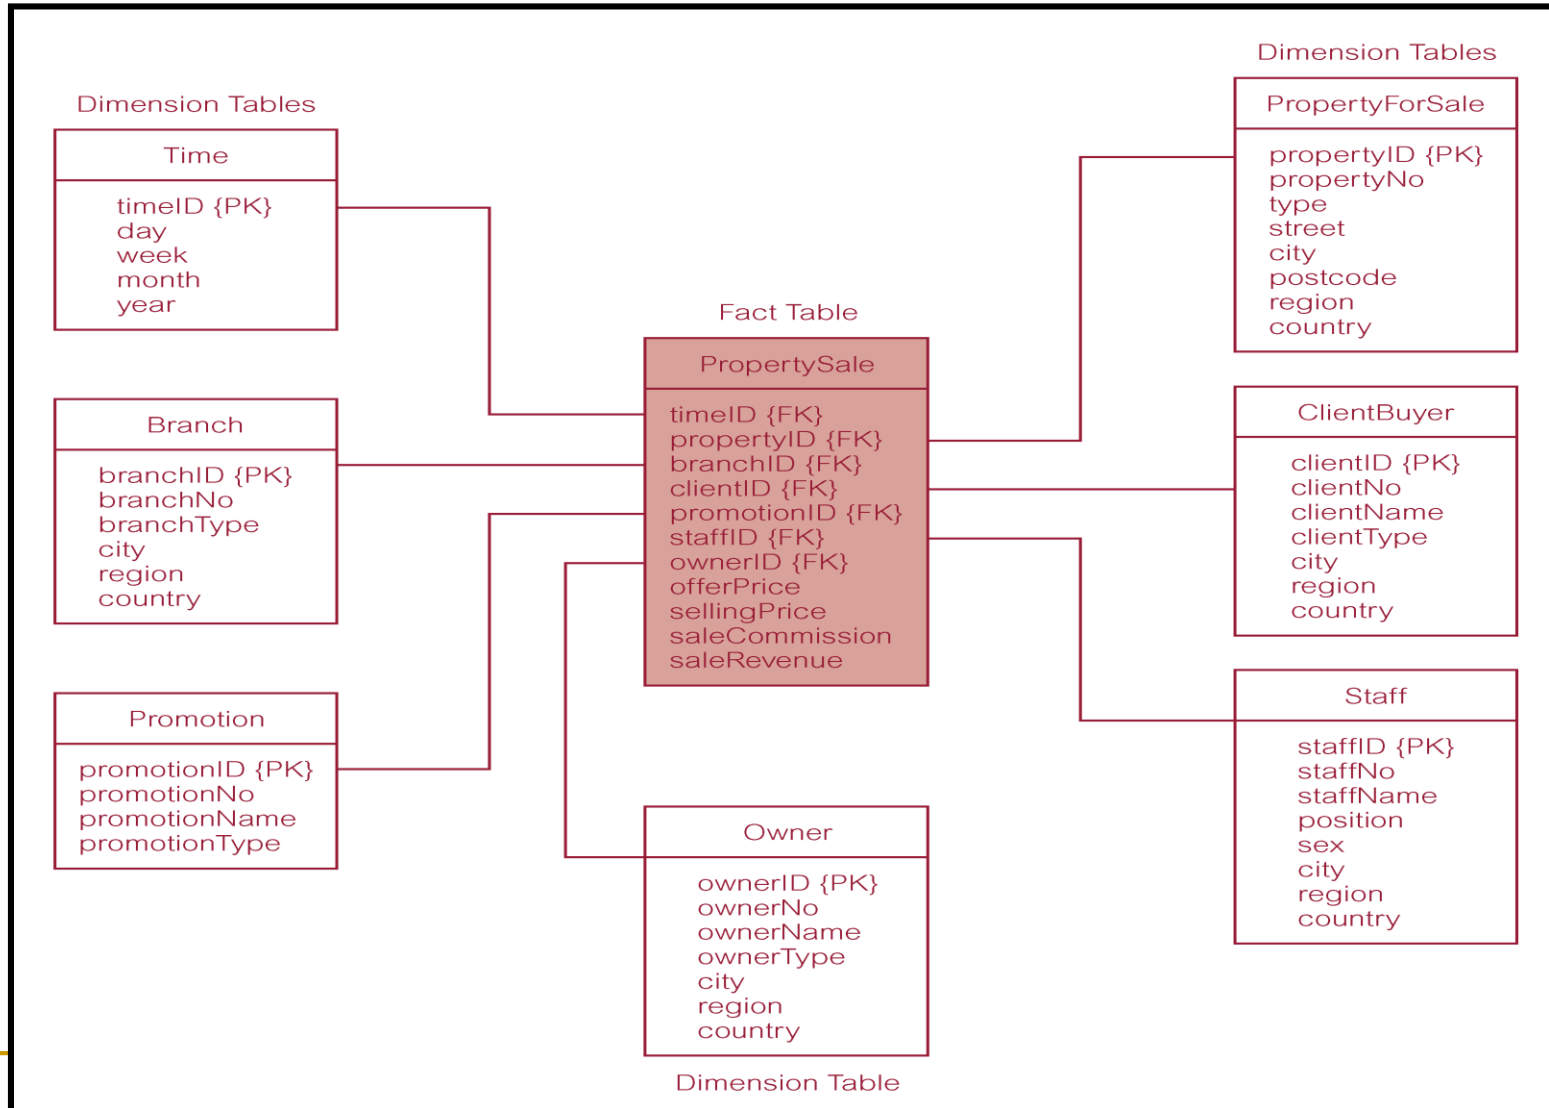 Dimension Tables
Time
timeID {PK}
day
week
month
year
Branch
branchID {PK}
branchNo
branchType
city
region
country
Promotion
promotionID {PK}
promotionNo
promotionName
promotionType
Fact Table
PropertySale
timeID {FK}
propertyID {FK}
branchID {FK}
clientID {FK}
promotionID {FK}
staffID {FK}
ownerID {FK}
offerPrice
sellingPrice
saleCommission
saleRevenue
Owner
ownerID {PK}
ownerNo
ownerName
ownerType
city
region
country
Dimension Table
Dimension Tables
PropertyForSale
propertyID {PK}
propertyNo
type
street
city
postcode
region
country
ClientBuyer
clientID {PK}
clientNo
clientName
clientType
city
region
country
Staff
staffID {PK}
staffNo
staffName
position
sex
city
region
country